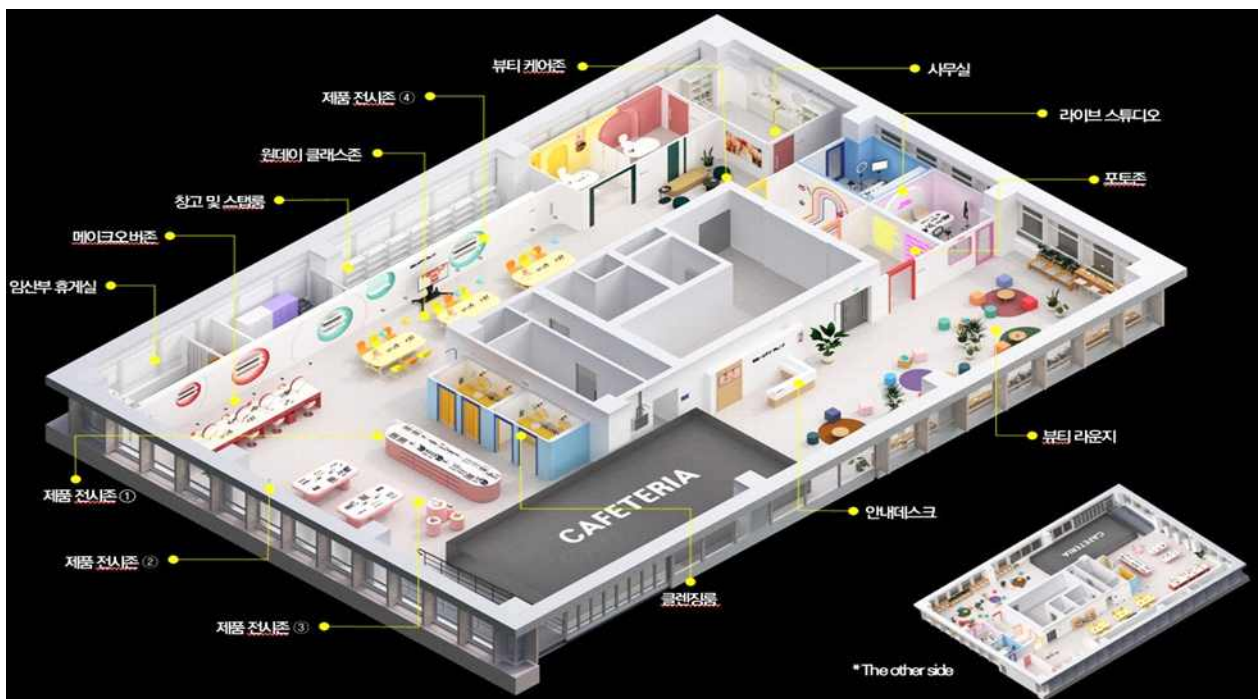 뷰티 케어존
사무실
제품 전시존 ④
라이브 스튜디오
원데이 클래스존
포토존
창고 및 스탭룸
메이크오버존
임산부 휴게실
뷰티 라운지
제품 전시존 ①
안내데스크
CAFETERIA
제품 전시존 ②
클렌징룸
제품 전시존 ③
CAFETERIA
* The other side